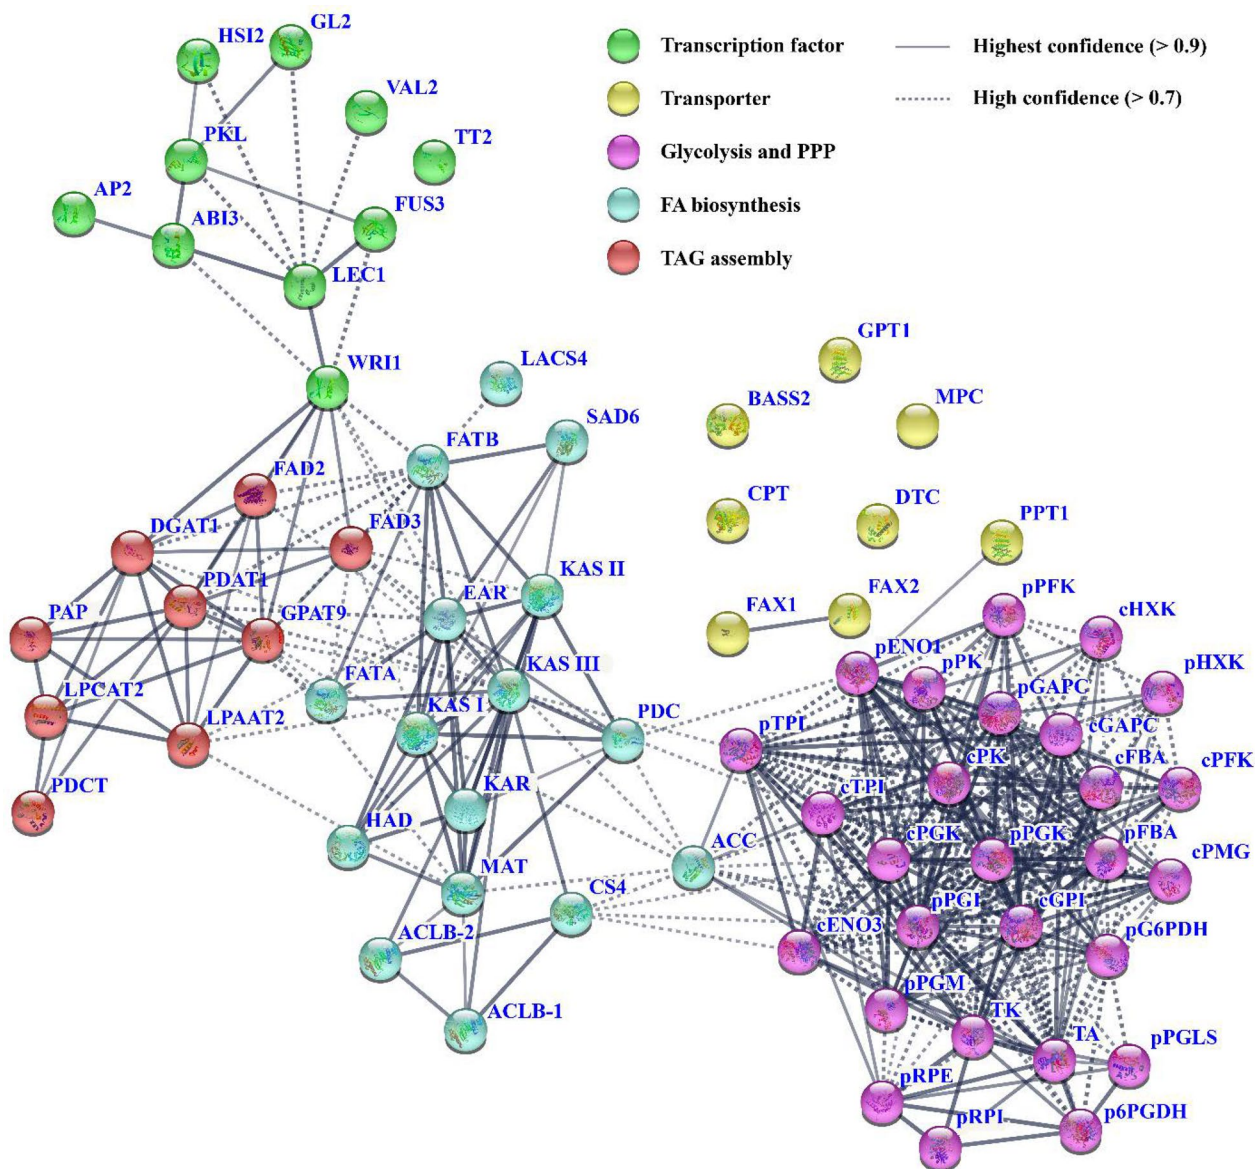 HSI2
GL2
VAL2
TT2
PKL
AP2
ABI3
FUS3
LEC1
WRI1
Transcription factor
Transporter
Glycolysis and PPP
FA biosynthesis
TAG assembly
Highest confidence (> 0.9)
High confidence (> 0.7)
LACS4
SAD6
FATB
FAD2
DGAT1
FAD3
PDAT1
PAP
GPAT9
LPCAT2
LPAAT2
PDCT
KAS II
EAR
KAS III
FATA
KAS I
PDC
KAR
HAD
MAT
ACC
CS4
ACLB-2
ACLB-1
GPT1
BASS2
MPC
CPT
DTC
PPT1
FAX1
FAX2
pPFK
cHXK
pENO1
pPK
pHXK
pGAPC
cGAPC
pTPI
cPK
cFBA
cPFK
cTPI
cPGK
pPGK
pFBA
cPMG
pPGI
cGPI
cENO3
pG6PDH
pPGM
TK
TA
pPGLS
pRPE
pRPI
p6PGDH